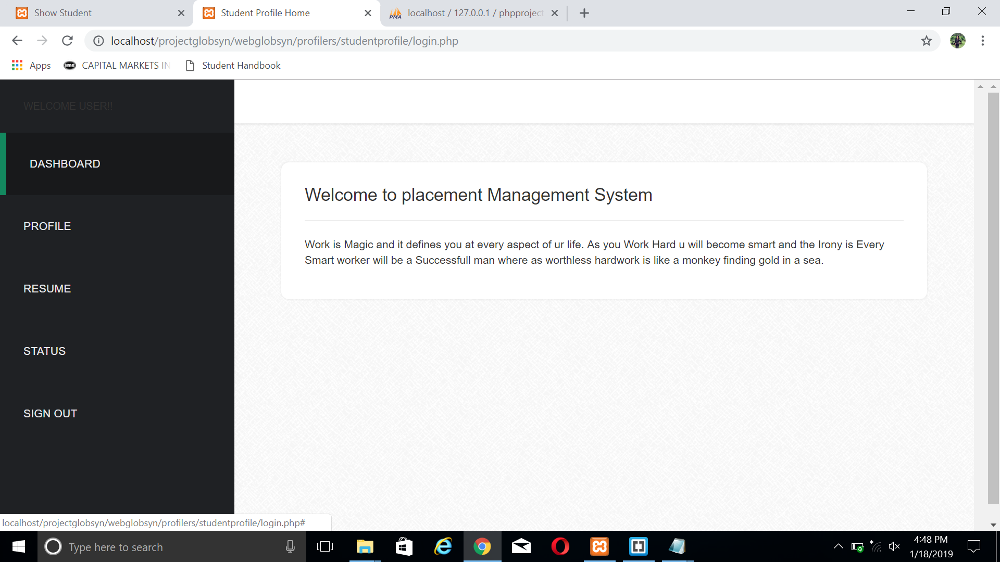 Show Student
Student Profile Home
PMA
localhost / 127.0.0.1 / phpproject
localhost/projectglobsyn/webglobsyn/profilers/studentprofile/login.php
Apps
ims
CAPITAL MARKETS IN
Student Handbook
WELCOME USER!!
DASHBOARD
PROFILE
RESUME
STATUS
SIGN OUT
Welcome to placement Management System
Work is Magic and it defines you at every aspect of ur life. As you Work Hard u will become smart and the Irony is Every
Smart worker will be a Successfull man where as worthless hardwork is like a monkey finding gold in a sea.
localhost/projectglobsyn/webglobsyn/profilers/studentprofile/login.php#
Type here to search
4:48 PM
1/18/2019